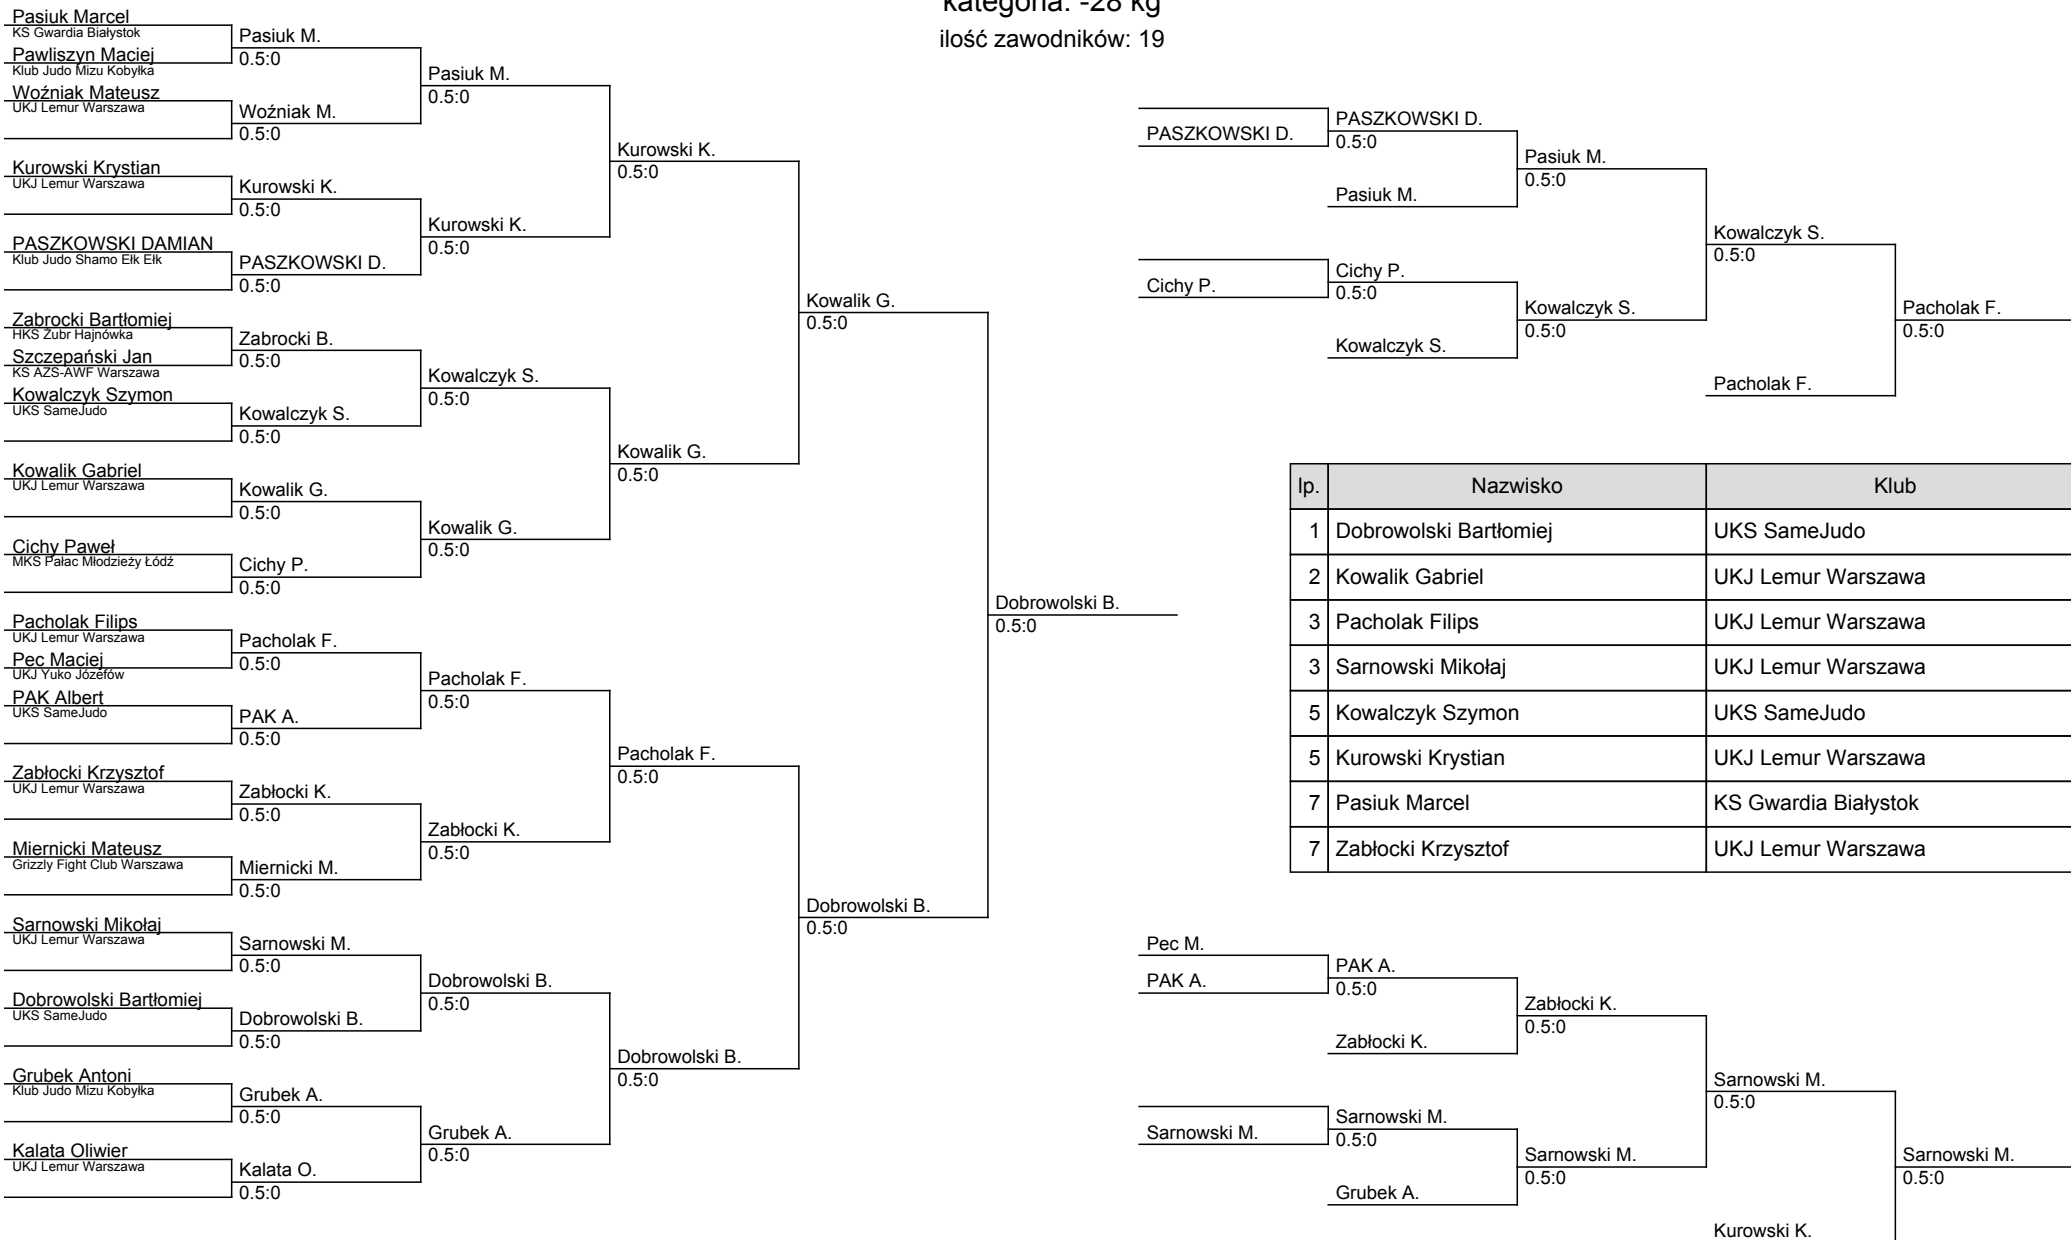 kategoria: -28 kg
ilość zawodników: 19
Pasiuk Marcel
KS Gwardia Białystok
Pawliszyn Maciej
Klub Judo Mizu Kobyłka
Woźniak Mateusz
UKJ Lemur Warszawa
Kurowski Krystian
UKJ Lemur Warszawa
PASZKOWSKI DAMIAN
Klub Judo Shamo Ełk Ełk
Zabrocki Bartłomiej
HKS Żubr Hajnówka
Szczepański Jan
KS AZS-AWF Warszawa
Kowalczyk Szymon
UKS SameJudo
Kowalik Gabriel
UKJ Lemur Warszawa
Cichy Paweł
MKS Pałac Młodzieży Łódź
Pacholak Filips
UKJ Lemur Warszawa
Pec Maciej
UKJ Yuko Józefów
PAK Albert
UKS SameJudo
Zabłocki Krzysztof
UKJ Lemur Warszawa
Miernicki Mateusz
Grizzly Fight Club Warszawa
Sarnowski Mikołaj
UKJ Lemur Warszawa
Dobrowolski Bartłomiej
UKS SameJudo
Grubek Antoni
Klub Judo Mizu Kobyłka
Kalata Oliwier
UKJ Lemur Warszawa
Pasiuk M.
0.5:0
Woźniak M.
0.5:0
Kurowski K.
0.5:0
PASZKOWSKI D.
0.5:0
Zabrocki B.
0.5:0
Kowalczyk S.
0.5:0
Kowalik G.
0.5:0
Cichy P.
0.5:0
Pacholak F.
0.5:0
PAK A.
0.5:0
Zabłocki K.
0.5:0
Miernicki M.
0.5:0
Sarnowski M.
0.5:0
Dobrowolski B.
0.5:0
Grubek A.
0.5:0
Kalata O.
0.5:0
Pasiuk M.
0.5:0
Kurowski K.
0.5:0
Kowalczyk S.
0.5:0
Kowalik G.
0.5:0
Pacholak F.
0.5:0
Zabłocki K.
0.5:0
Dobrowolski B.
0.5:0
Grubek A.
0.5:0
Kurowski K.
0.5:0
Kowalik G.
0.5:0
Pacholak F.
0.5:0
Dobrowolski B.
0.5:0
Kowalik G.
0.5:0
Dobrowolski B.
0.5:0
Dobrowolski B.
0.5:0
PASZKOWSKI D.
Cichy P.
PASZKOWSKI D.
0.5:0
Pasiuk M.
Cichy P.
0.5:0
Kowalczyk S.
Pasiuk M.
0.5:0
Kowalczyk S.
0.5:0
Kowalczyk S.
0.5:0
Pacholak F.
Pacholak F.
0.5:0
lp. Nazwisko Klub
1 Dobrowolski Bartłomiej UKS SameJudo
2 Kowalik Gabriel UKJ Lemur Warszawa
3 Pacholak Filips UKJ Lemur Warszawa
3 Sarnowski Mikołaj UKJ Lemur Warszawa
5 Kowalczyk Szymon UKS SameJudo
5 Kurowski Krystian UKJ Lemur Warszawa
7 Pasiuk Marcel KS Gwardia Białystok
7 Zabłocki Krzysztof UKJ Lemur Warszawa
Pec M.
PAK A.
Sarnowski M.
PAK A.
0.5:0
Zabłocki K.
Sarnowski M.
0.5:0
Grubek A.
Zabłocki K.
0.5:0
Sarnowski M.
0.5:0
Sarnowski M.
0.5:0
Kurowski K.
Sarnowski M.
0.5:0